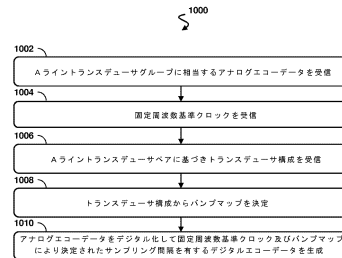 1000
1002
Aライントランスデューサグループに相当するアナログエコーデータを受信
1004
固定周波数基準クロックを受信
1006
Aライントランスデューサペアに基づきトランスデューサ構成を受信
1008
トランスデューサ構成からバンプマップを決定
1010
アナログエコーデータをデジタル化して固定周波数基準クロック及びバンプマップ
により決定されたサンプリング間隔を有するデジタルエコーデータを生成